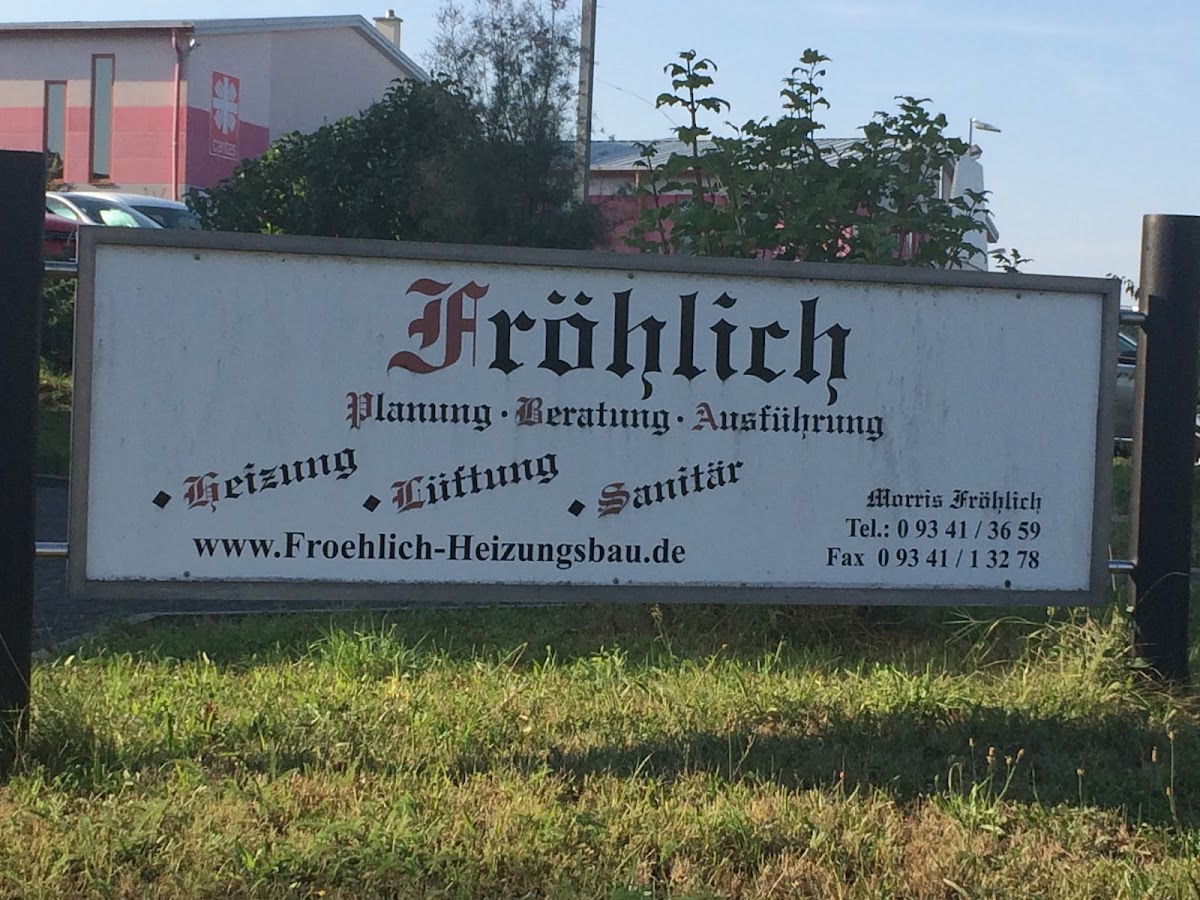 caritas
Fröhlich
Planung · Beratung · Ausführung
· Heizung · Lüftung · Sanitär
Morris Fröhlich
Tel.: 0 93 41 / 36 59
www.Froehlich-Heizungsbau.de
Fax 0 93 41 / 1 32 78